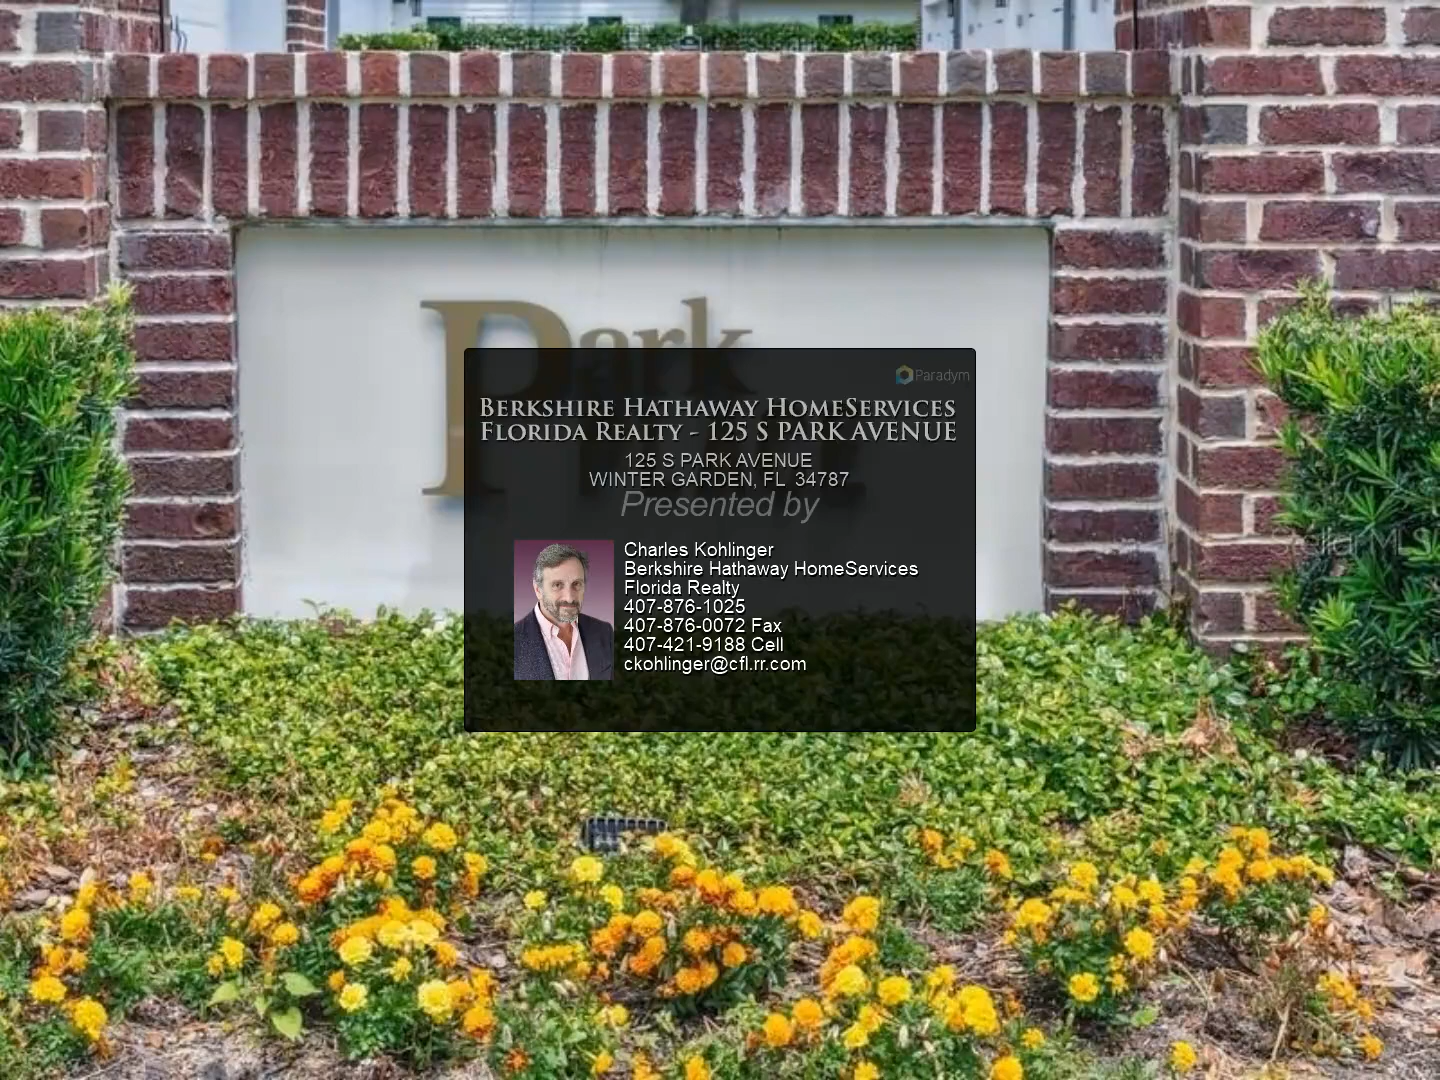 Park
Paradym
BERKSHIRE HATHAWAY HOMESERVICES
FLORIDA REALTY - 125 S PARK AVENUE
125 S PARK AVENUE
WINTER GARDEN, FL 34787
Presented by
Charles Kohlinger
Berkshire Hathaway HomeServices
Florida Realty
407-876-1025
407-876-0072 Fax
407-421-9188 Cell
ckohlinger@cfl.rr.com